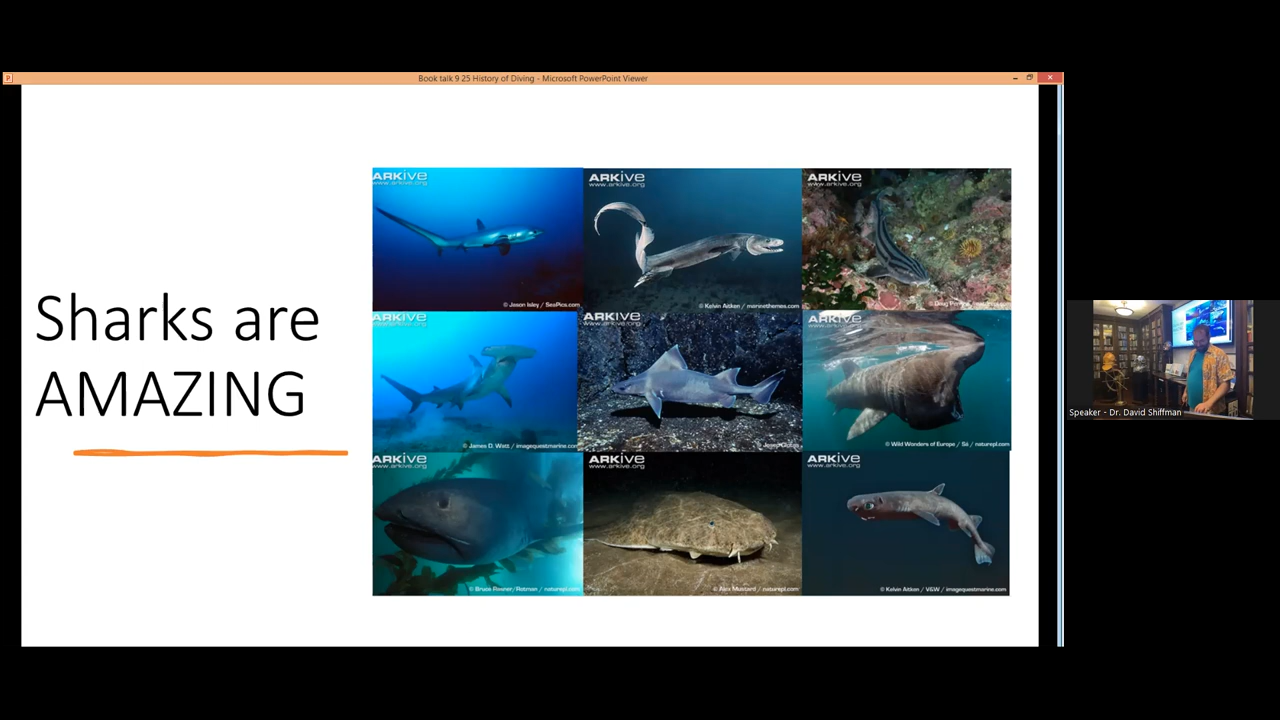 Book talk 9 25 History of Diving - Microsoft PowerPoint Viewer
Sharks are
AMAZING
ARKive
www.arkive.org
© Jason Isley / SeaPics.com
ARKive
www.arkive.org
© Kelvin Aitken / marinethemes.com
ARKive
www.arkive.org
ARKive
www.arkive.org
© James D. Watt / imagequestmarine.com
ARKive
www.arkive.org
ARKive
© Wild Wonders of Europe / Sá / naturepl.com
ARKive
www.arkive.org
© Bruce Rasner/Rotman / naturepl.com
ARKive
www.arkive.org
© Alex Mustard / naturepl.com
ARKive
www.arkive.org
© Kelvin Aitken / V&W / imagequestmarine.com
Speaker - Dr. David Shiffman